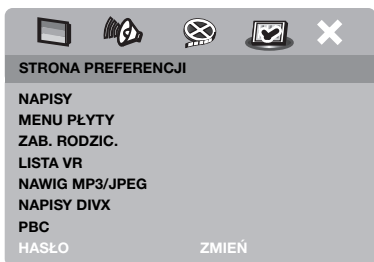 STRONA PREFERENCJI
NAPISY
MENU PŁYTY
ZAB. RODZIC.
LISTA VR
NAWIG MP3/JPEG
NAPISY DIVX
PBC
HASŁO ZMIEŃ